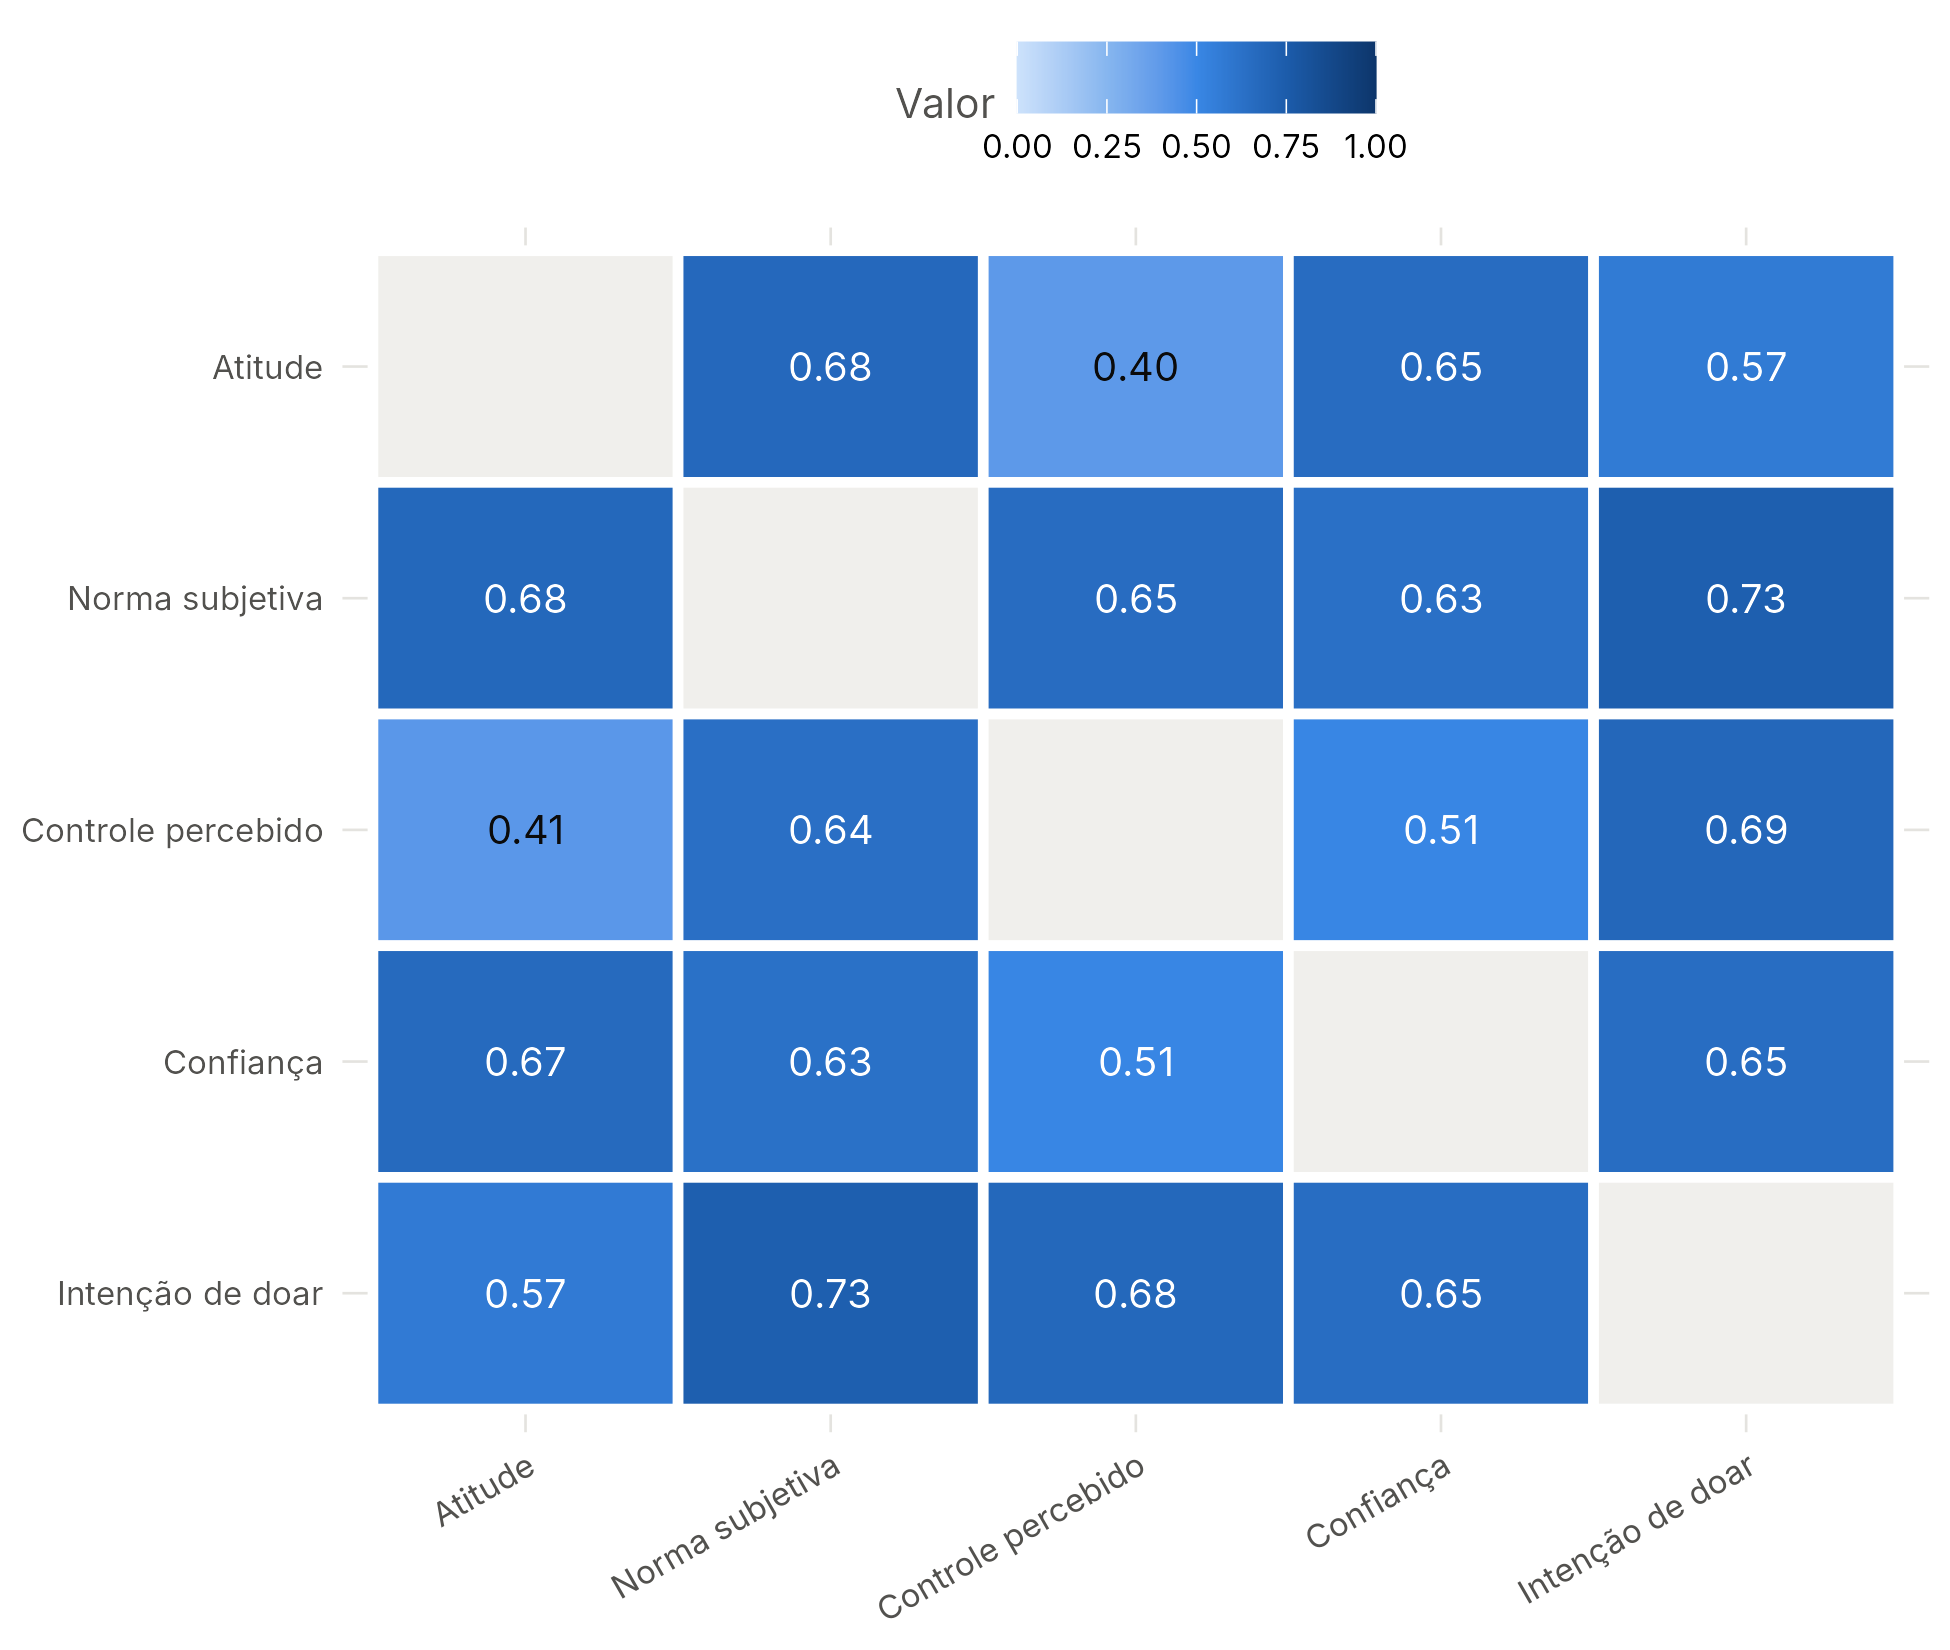 Valor
0.00 0.25 0.50 0.75 1.00
Atitude 0.68 0.40 0.65 0.57
Norma subjetiva 0.68 0.65 0.63 0.73
Controle percebido 0.41 0.64 0.51 0.69
Confiança 0.67 0.63 0.51 0.65
Intenção de doar 0.57 0.73 0.68 0.65
Atitude
Norma subjetiva
Controle percebido
Confiança
Intenção de doar